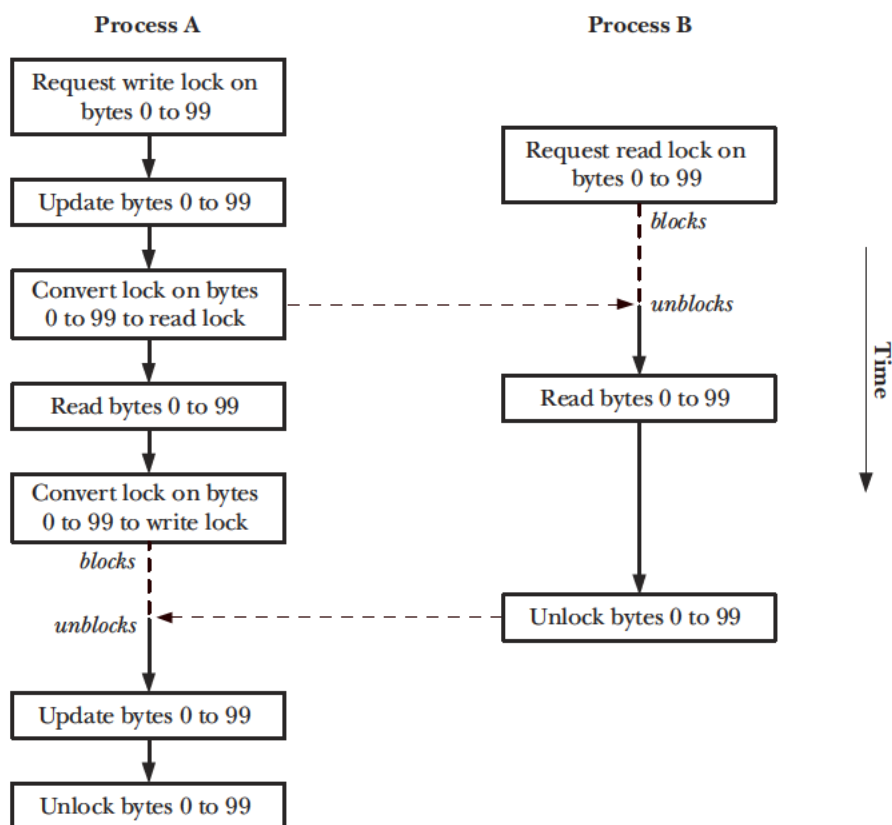 Process A
Process B
Request write lock on
bytes 0 to 99
Request read lock on
bytes 0 to 99
Update bytes 0 to 99
blocks
Convert lock on bytes
0 to 99 to read lock
unblocks
Time
Read bytes 0 to 99
Read bytes 0 to 99
Convert lock on bytes
0 to 99 to write lock
blocks
Unlock bytes 0 to 99
unblocks
Update bytes 0 to 99
Unlock bytes 0 to 99